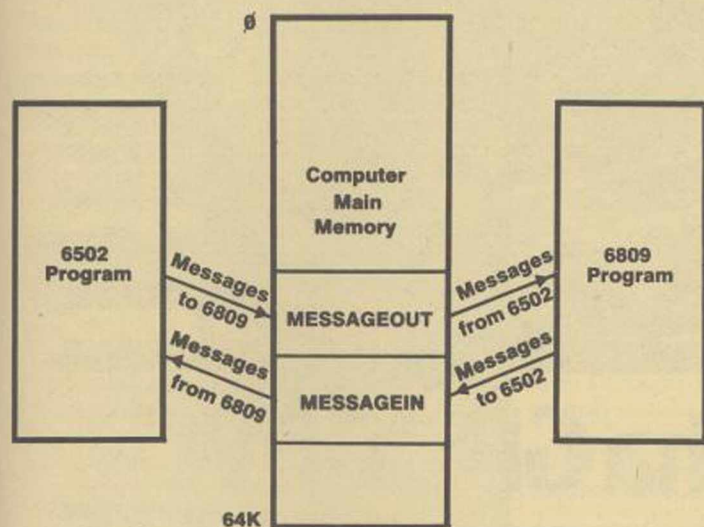 ø
Computer
Main
Memory
6502
Program
Messages
to 6809
Messages
from 6809
MESSAGEOUT
MESSAGEIN
Messages
from 6502
Messages
to 6502
6809
Program
64K